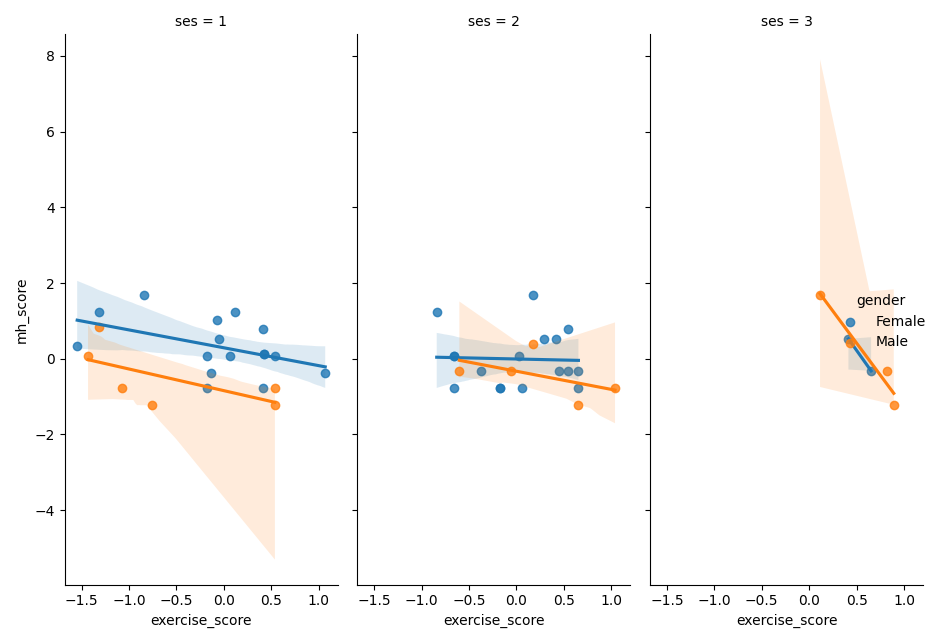 ses = 1
ses = 2
ses = 3
mh_score
8
6
4
2
0
−2
−4
gender
Female
Male
−1.5 −1.0 −0.5 0.0 0.5 1.0
−1.5 −1.0 −0.5 0.0 0.5 1.0
−1.5 −1.0 −0.5 0.0 0.5 1.0
exercise_score
exercise_score
exercise_score